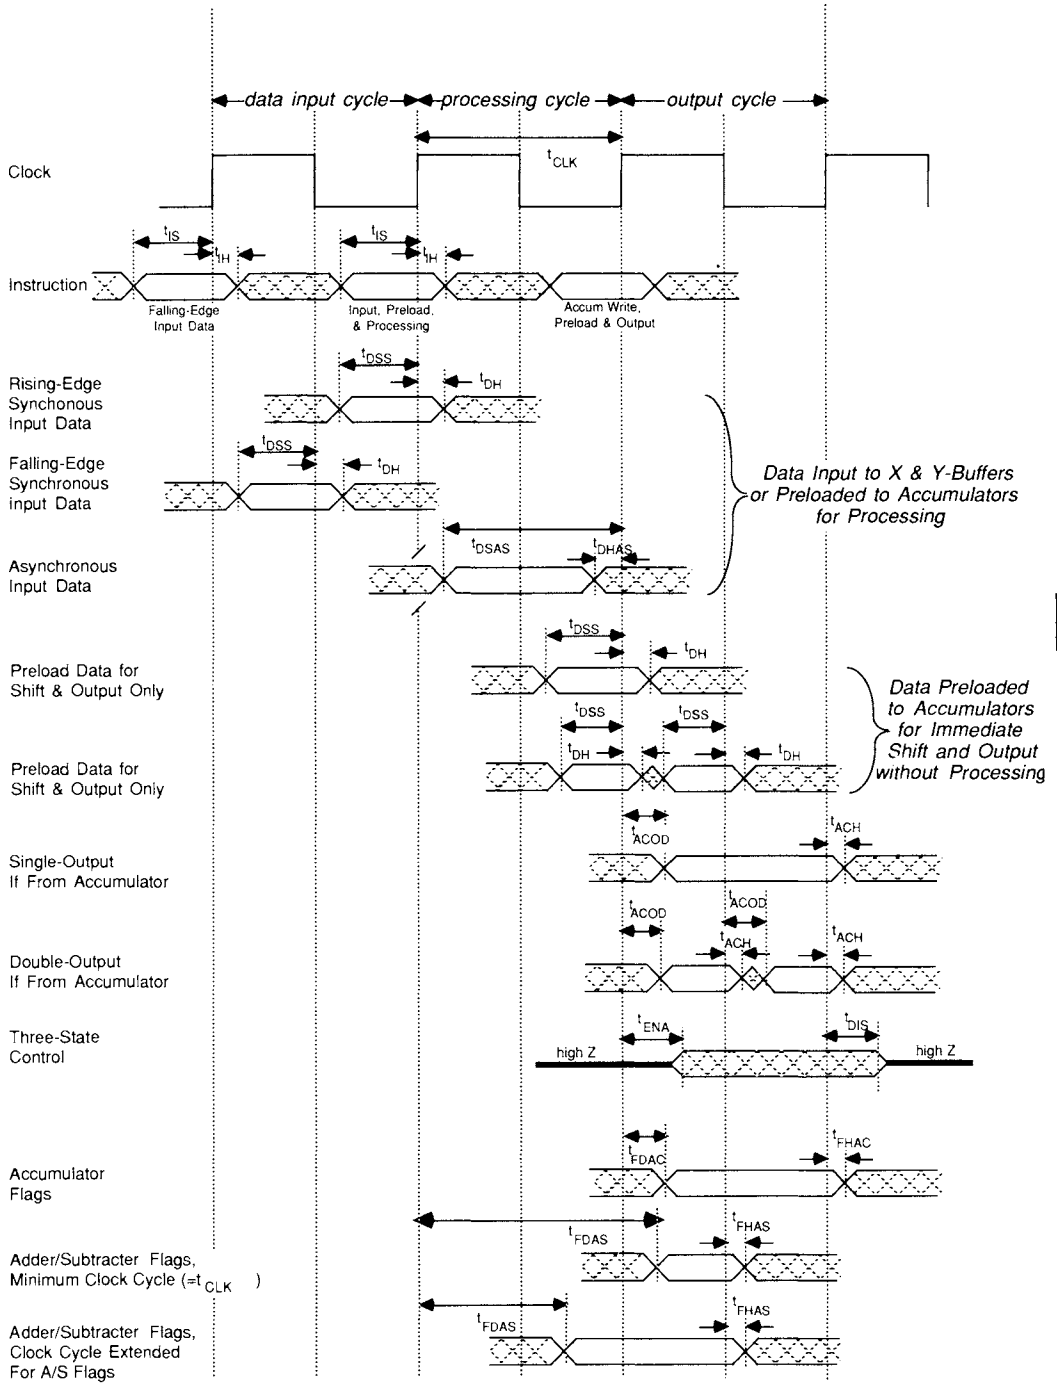 data input cycle processing cycle output cycle
tCLK
Clock
tIS tIS
tIH tIH
Instruction
Falling-Edge
Input Data
Input, Preload,
& Processing
Accum Write,
Preload & Output
tDSS
tDH
Rising-Edge
Synchonous
Input Data
tDSS
tDH
Falling-Edge
Synchronous
Input Data
Data Input to X & Y-Buffers
or Preloaded to Accumulators
for Processing
tDSAS tDHAS
Asynchronous
Input Data
tDSS
tDH
Preload Data for
Shift & Output Only
Data Preloaded
to Accumulators
for Immediate
Shift and Output
without Processing
tDSS tDSS
tDH tDH
Preload Data for
Shift & Output Only
tACOD tACH
Single-Output
If From Accumulator
tACOD tACOD
tACH tACH
Double-Output
If From Accumulator
tENA tDIS
Three-State
Control
high Z high Z
tFDAC tFHAC
Accumulator
Flags
tFDAS tFHAS
Adder/Subtracter Flags,
Minimum Clock Cycle (=tCLK )
tFDAS tFHAS
Adder/Subtracter Flags,
Clock Cycle Extended
For A/S Flags